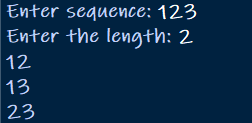 Enter sequence: 123
Enter the length: 2
12
13
23